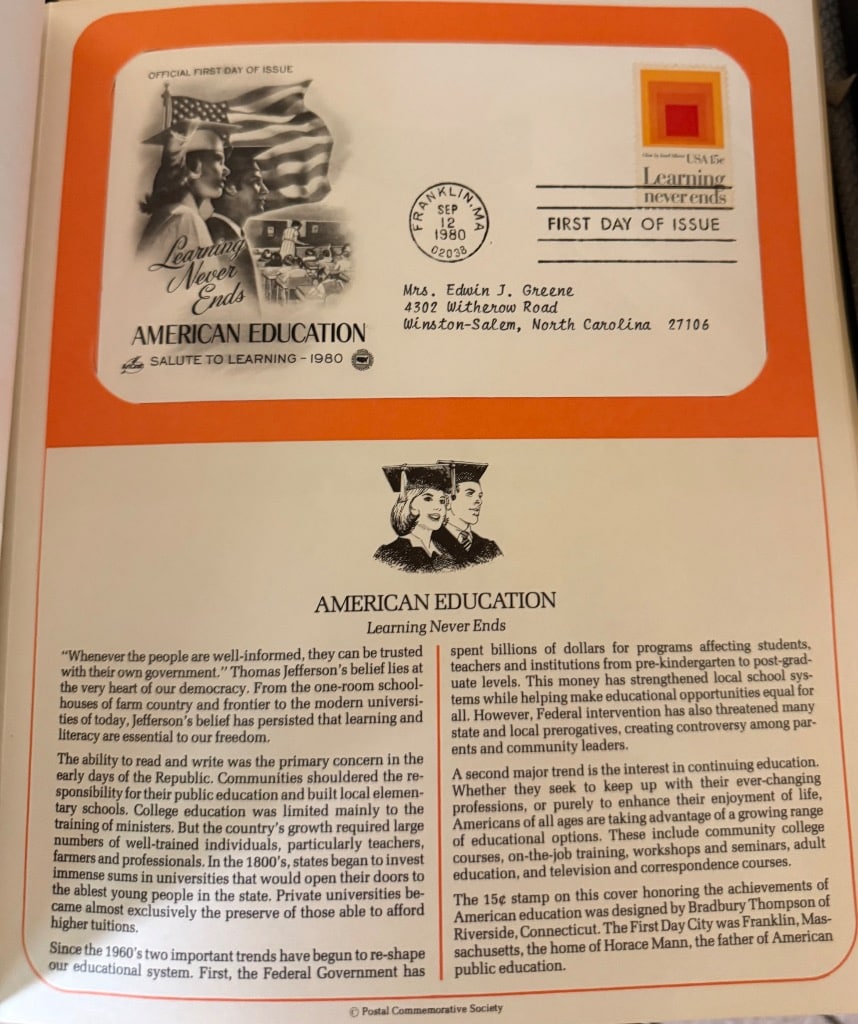 OFFICIAL FIRST DAY OF ISSUE
Learning
Never
Ends
AMERICAN EDUCATION
SALUTE TO LEARNING - 1980
FRANKLIN, MA
SEP
12
1980
02038
USA 15c
Learning
never ends
FIRST DAY OF ISSUE
Mrs. Edwin J. Greene
4302 Witherow Road
Winston-Salem, North Carolina 27106
AMERICAN EDUCATION
Learning Never Ends
"Whenever the people are well-informed, they can be trusted
with their own government." Thomas Jefferson's belief lies at
the very heart of our democracy. From the one-room school-
houses of farm country and frontier to the modern universi-
ties of today, Jefferson's belief has persisted that learning and
literacy are essential to our freedom.
The ability to read and write was the primary concern in the
early days of the Republic. Communities shouldered the re-
sponsibility for their public education and built local elemen-
tary schools. College education was limited mainly to the
training of ministers. But the country's growth required large
numbers of well-trained individuals, particularly teachers,
farmers and professionals. In the 1800's, states began to invest
immense sums in universities that would open their doors to
the ablest young people in the state. Private universities be-
came almost exclusively the preserve of those able to afford
higher tuitions.
Since the 1960's two important trends have begun to re-shape
our educational system. First, the Federal Government has
spent billions of dollars for programs affecting students,
teachers and institutions from pre-kindergarten to post-grad-
uate levels. This money has strengthened local school sys-
tems while helping make educational opportunities equal for
all. However, Federal intervention has also threatened many
state and local prerogatives, creating controversy among par-
ents and community leaders.
A second major trend is the interest in continuing education.
Whether they seek to keep up with their ever-changing
professions, or purely to enhance their enjoyment of life,
Americans of all ages are taking advantage of a growing range
of educational options. These include community college
courses, on-the-job training, workshops and seminars, adult
education, and television and correspondence courses.
The 15¢ stamp on this cover honoring the achievements of
American education was designed by Bradbury Thompson of
Riverside, Connecticut. The First Day City was Franklin, Mas-
sachusetts, the home of Horace Mann, the father of American
public education.
© Postal Commemorative Society